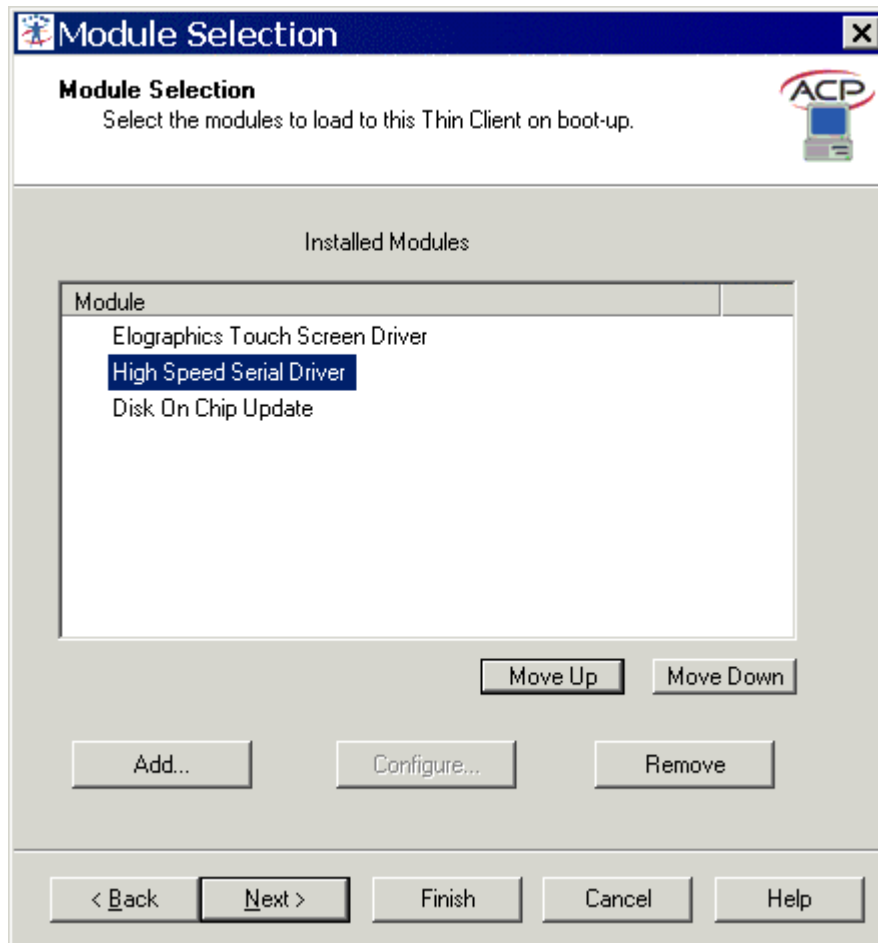 Module Selection
Module Selection
Select the modules to load to this Thin Client on boot-up.
ACP
Installed Modules
Module
Elographics Touch Screen Driver
High Speed Serial Driver
Disk On Chip Update
Move Up Move Down
Add... Configure... Remove
< Back Next > Finish Cancel Help